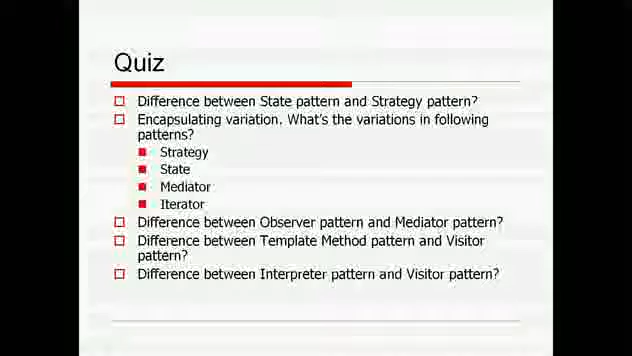 Quiz
Difference between State pattern and Strategy pattern?
Encapsulating variation. What's the variations in following
patterns?
Strategy
State
Mediator
Iterator
Difference between Observer pattern and Mediator pattern?
Difference between Template Method pattern and Visitor
pattern?
Difference between Interpreter pattern and Visitor pattern?